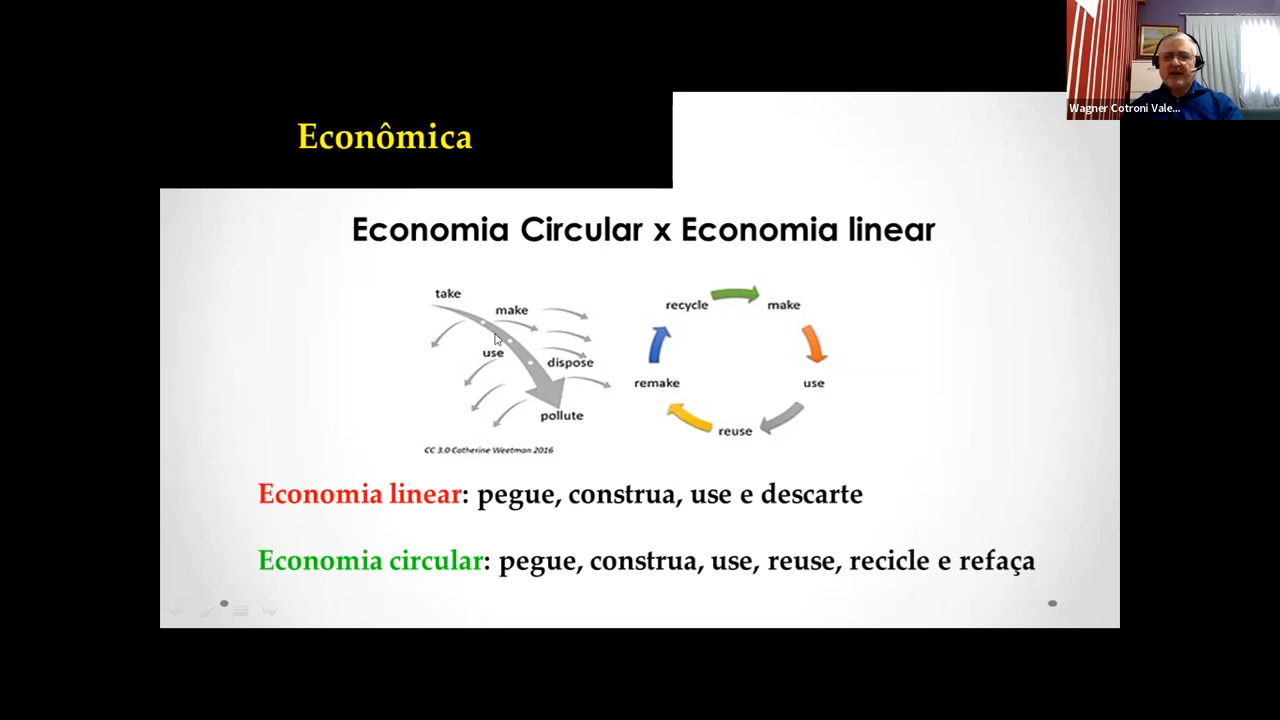 Wagner Cotroni Vale...
Econômica
Economia Circular x Economia linear
take
make
use
dispose
pollute
CC 3.0 Catherine Weetman 2016
recycle
make
use
reuse
remake
Economia linear: pegue, construa, use e descarte
Economia circular: pegue, construa, use, reuse, recicle e refaça